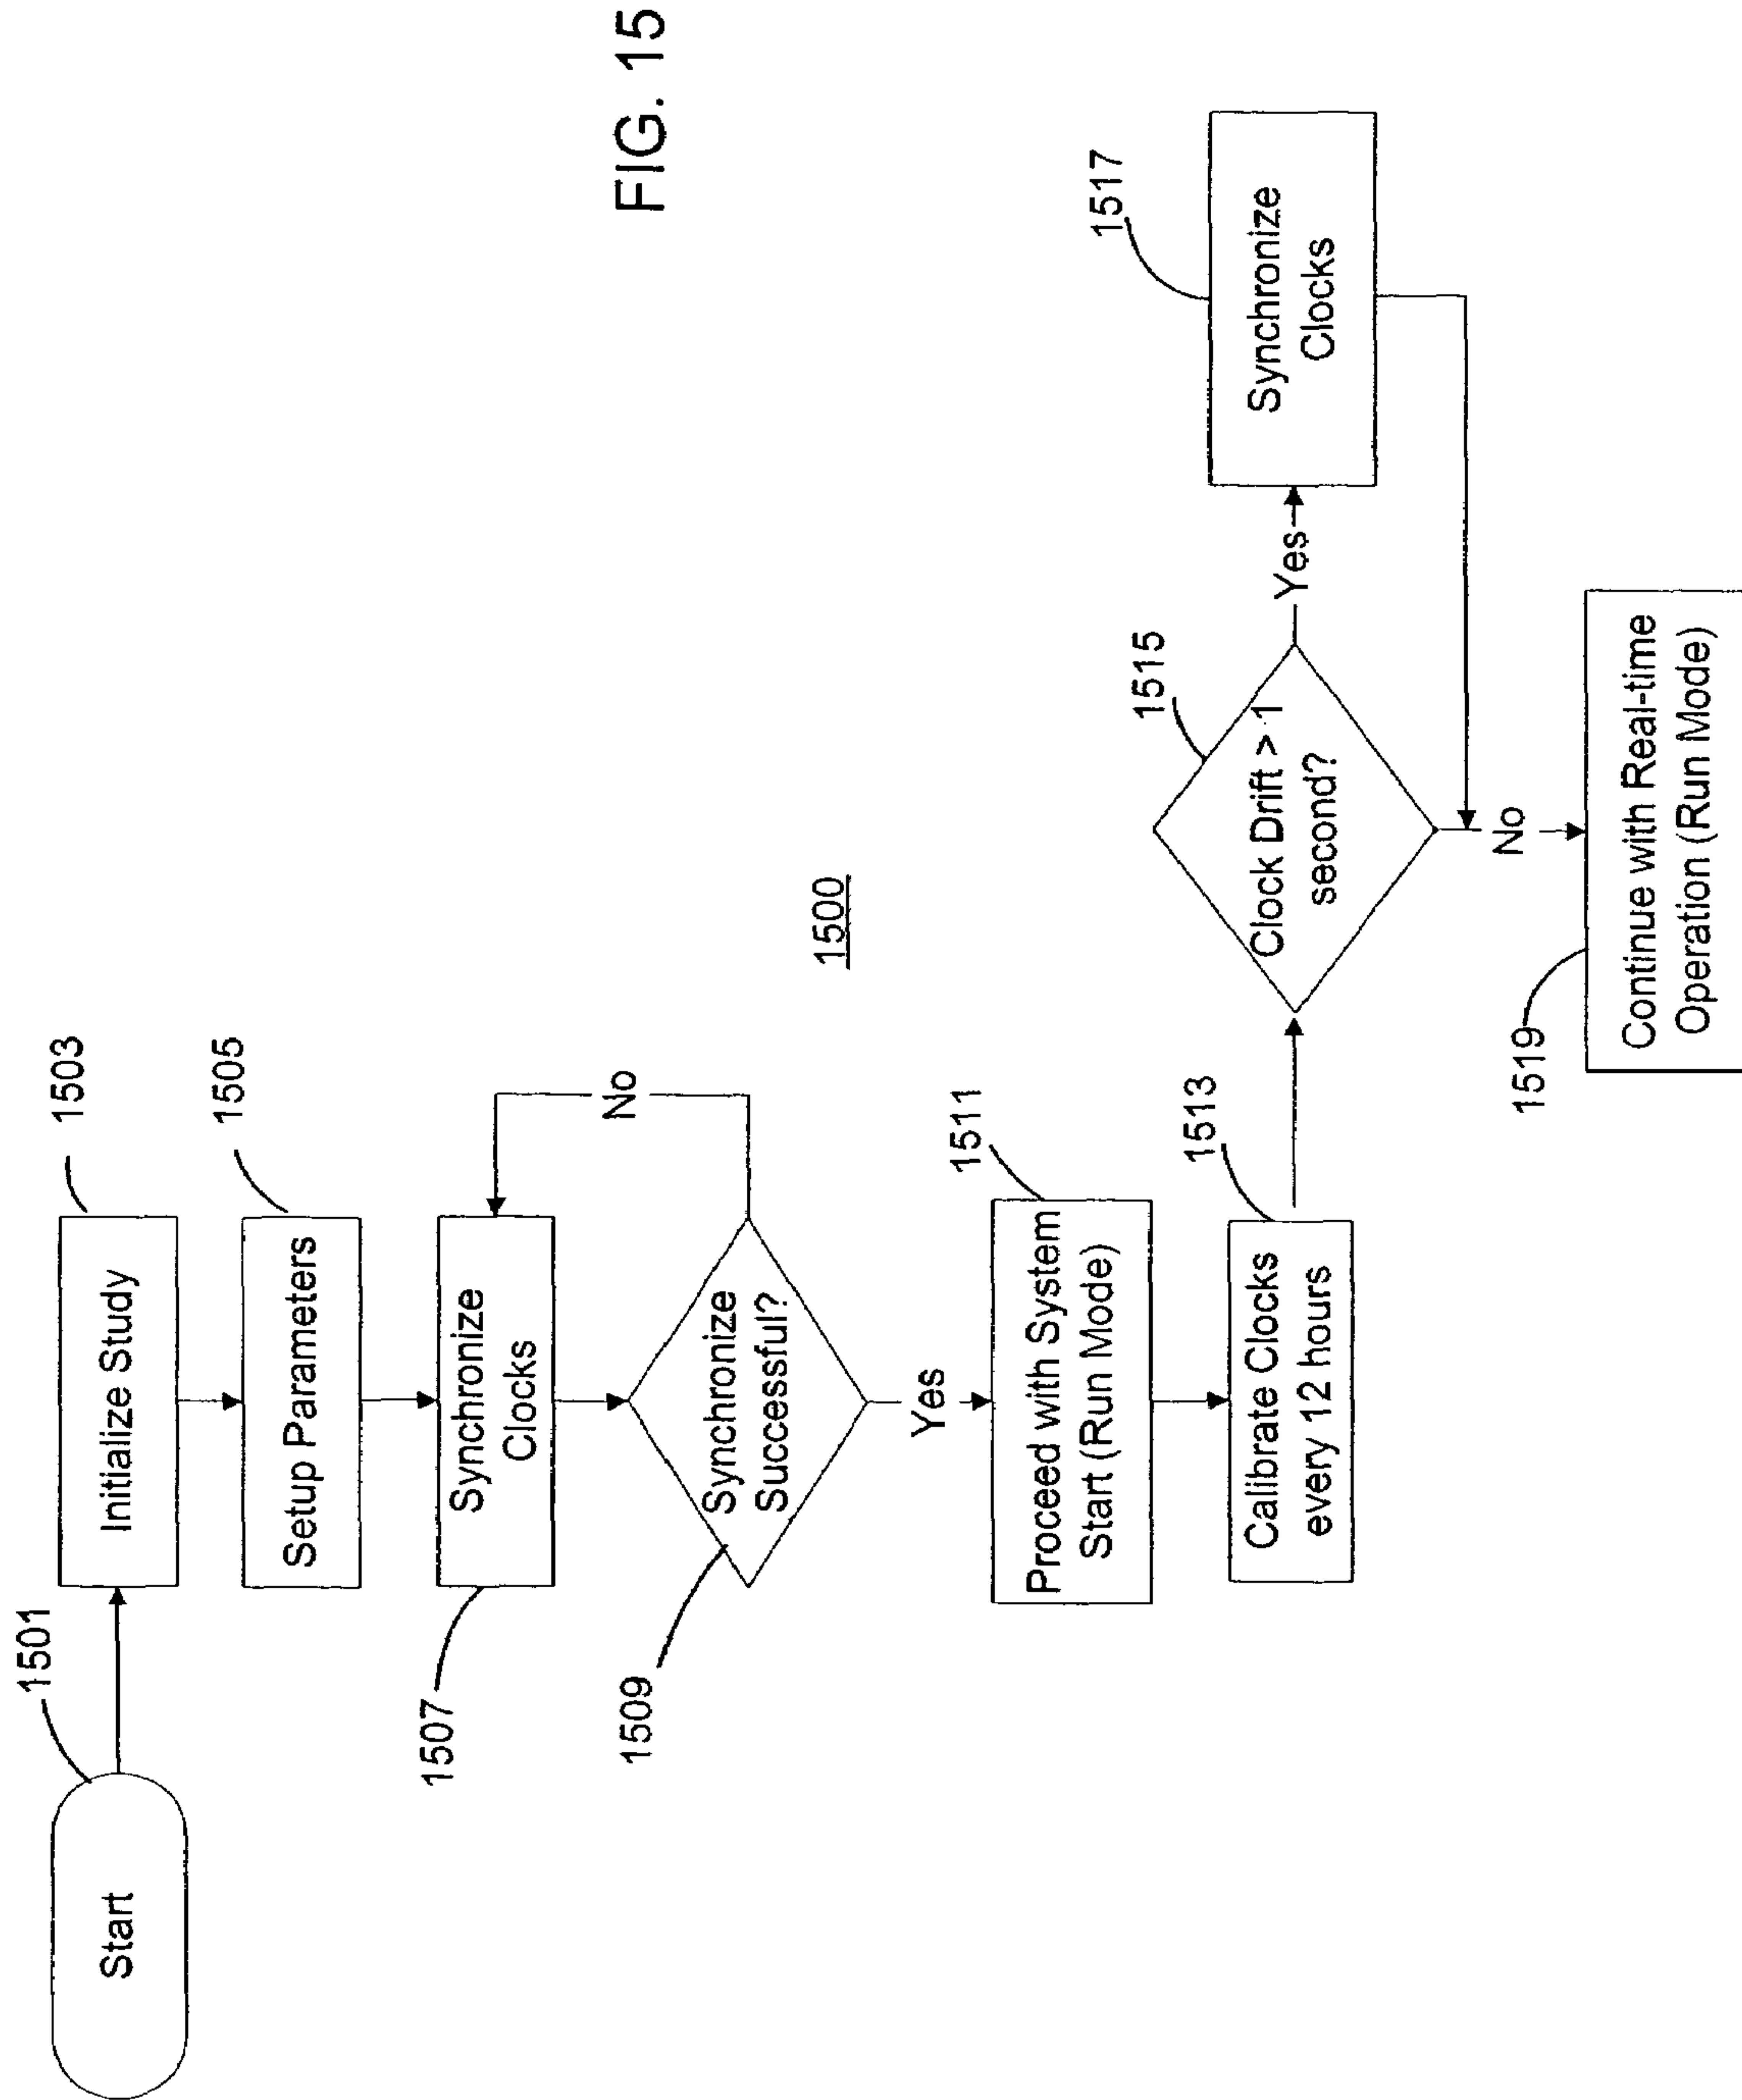 1501
Start
1503
Initialize Study
1505
Setup Parameters
1507
Synchronize
Clocks
No
1509
Synchronize
Successful?
Yes
1500
1511
Proceed with System
Start (Run Mode)
1513
Calibrate Clocks
every 12 hours
1515
Clock Drift > 1
second?
Yes
1517
Synchronize
Clocks
No
1519
Continue with Real-time
Operation (Run Mode)
FIG. 15